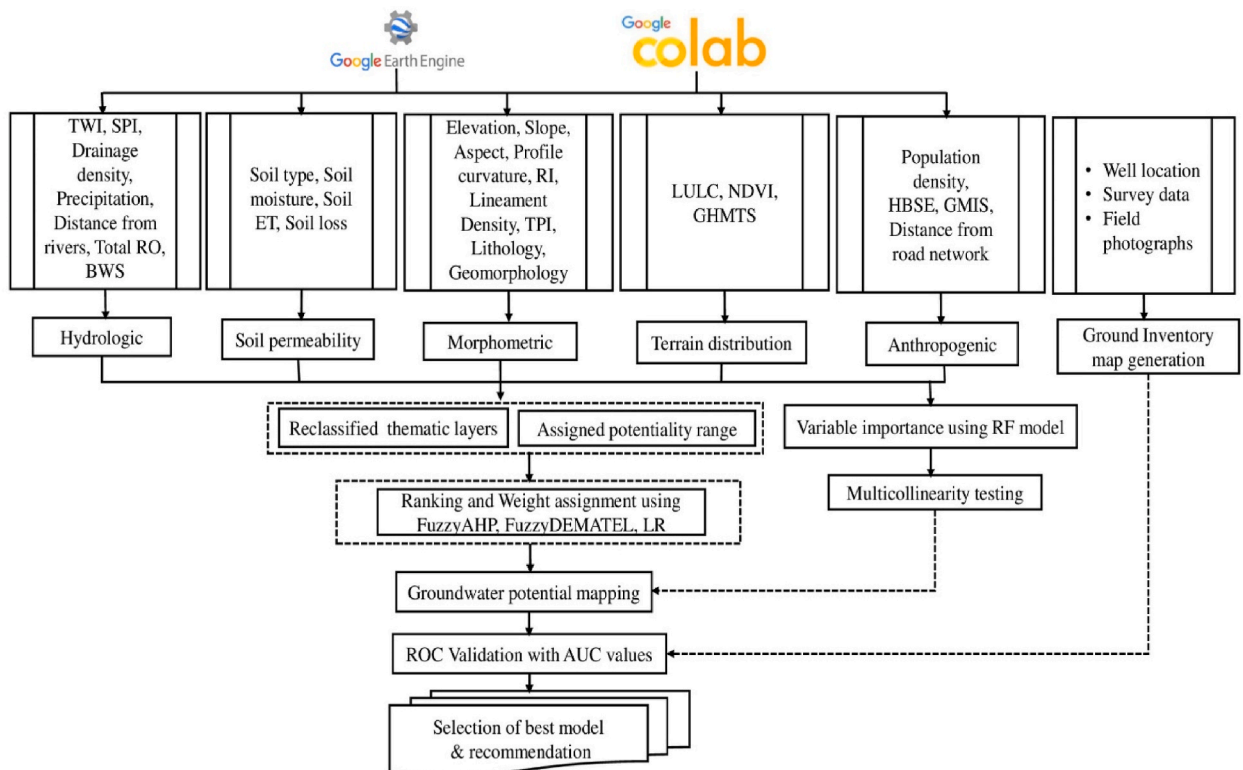 Google Earth Engine
Google
colab
TWI, SPI,
Drainage
density,
Precipitation,
Distance from
rivers, Total RO,
BWS
Soil type, Soil
moisture, Soil
ET, Soil loss
Elevation, Slope,
Aspect, Profile
curvature, RI,
Lineament
Density, TPI,
Lithology,
Geomorphology
LULC, NDVI,
GHMTS
Population
density,
HBSE, GMIS,
Distance from
road network
• Well location
• Survey data
• Field
photographs
Hydrologic
Soil permeability
Morphometric
Terrain distribution
Anthropogenic
Ground Inventory
map generation
Reclassified thematic layers
Assigned potentiality range
Variable importance using RF model
Ranking and Weight assignment using
FuzzyAHP, FuzzyDEMATEL, LR
Multicollinearity testing
Groundwater potential mapping
ROC Validation with AUC values
Selection of best model
& recommendation